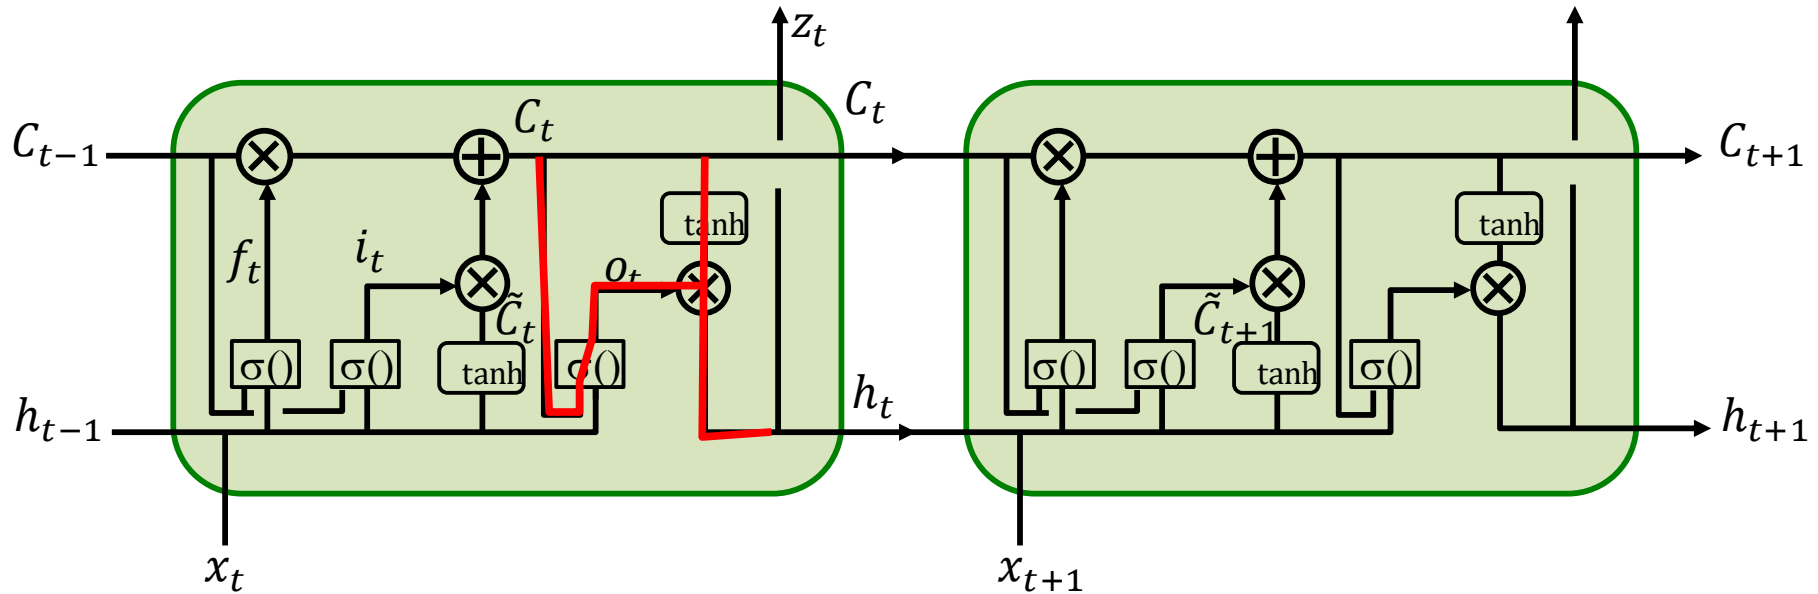 z_t
C_{t-1}
C_t
C_t
C_{t+1}
f_t
i_t
o_t
tanh
tanh
C̃_t
C̃_{t+1}
σ()
σ()
tanh
σ()
σ()
σ()
tanh
σ()
h_{t-1}
h_t
h_{t+1}
x_t
x_{t+1}